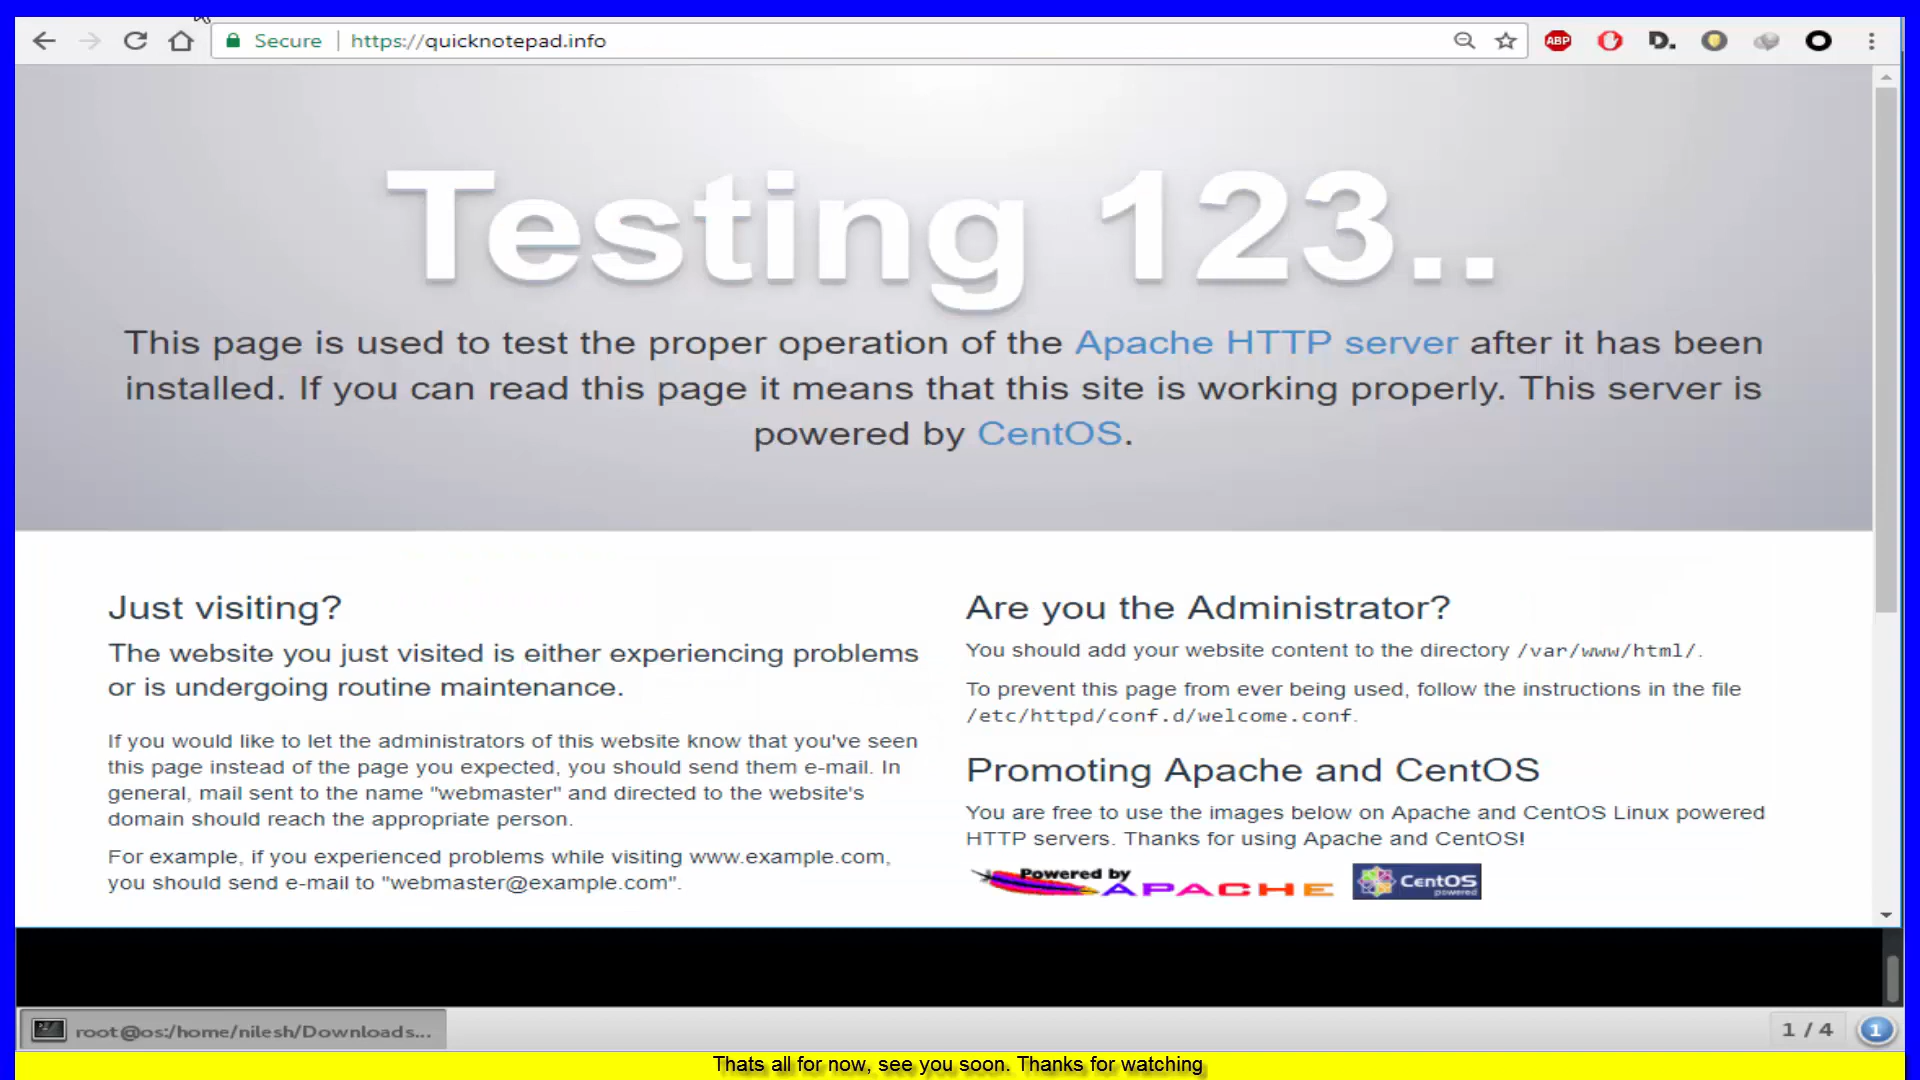 Secure | https://quicknotepad.info
ABP
D.
Testing 123..
This page is used to test the proper operation of the Apache HTTP server after it has been
installed. If you can read this page it means that this site is working properly. This server is
powered by CentOS.
Just visiting?
The website you just visited is either experiencing problems
or is undergoing routine maintenance.
If you would like to let the administrators of this website know that you've seen
this page instead of the page you expected, you should send them e-mail. In
general, mail sent to the name "webmaster" and directed to the website's
domain should reach the appropriate person.
For example, if you experienced problems while visiting www.example.com,
you should send e-mail to "webmaster@example.com".
Are you the Administrator?
You should add your website content to the directory /var/www/html/.
To prevent this page from ever being used, follow the instructions in the file
/etc/httpd/conf.d/welcome.conf.
Promoting Apache and CentOS
You are free to use the images below on Apache and CentOS Linux powered
HTTP servers. Thanks for using Apache and CentOS!
Powered by
APACHE
CentOS
powered
root@os:/home/nilesh/Downloads...
1 / 4
1
Thats all for now, see you soon. Thanks for watching